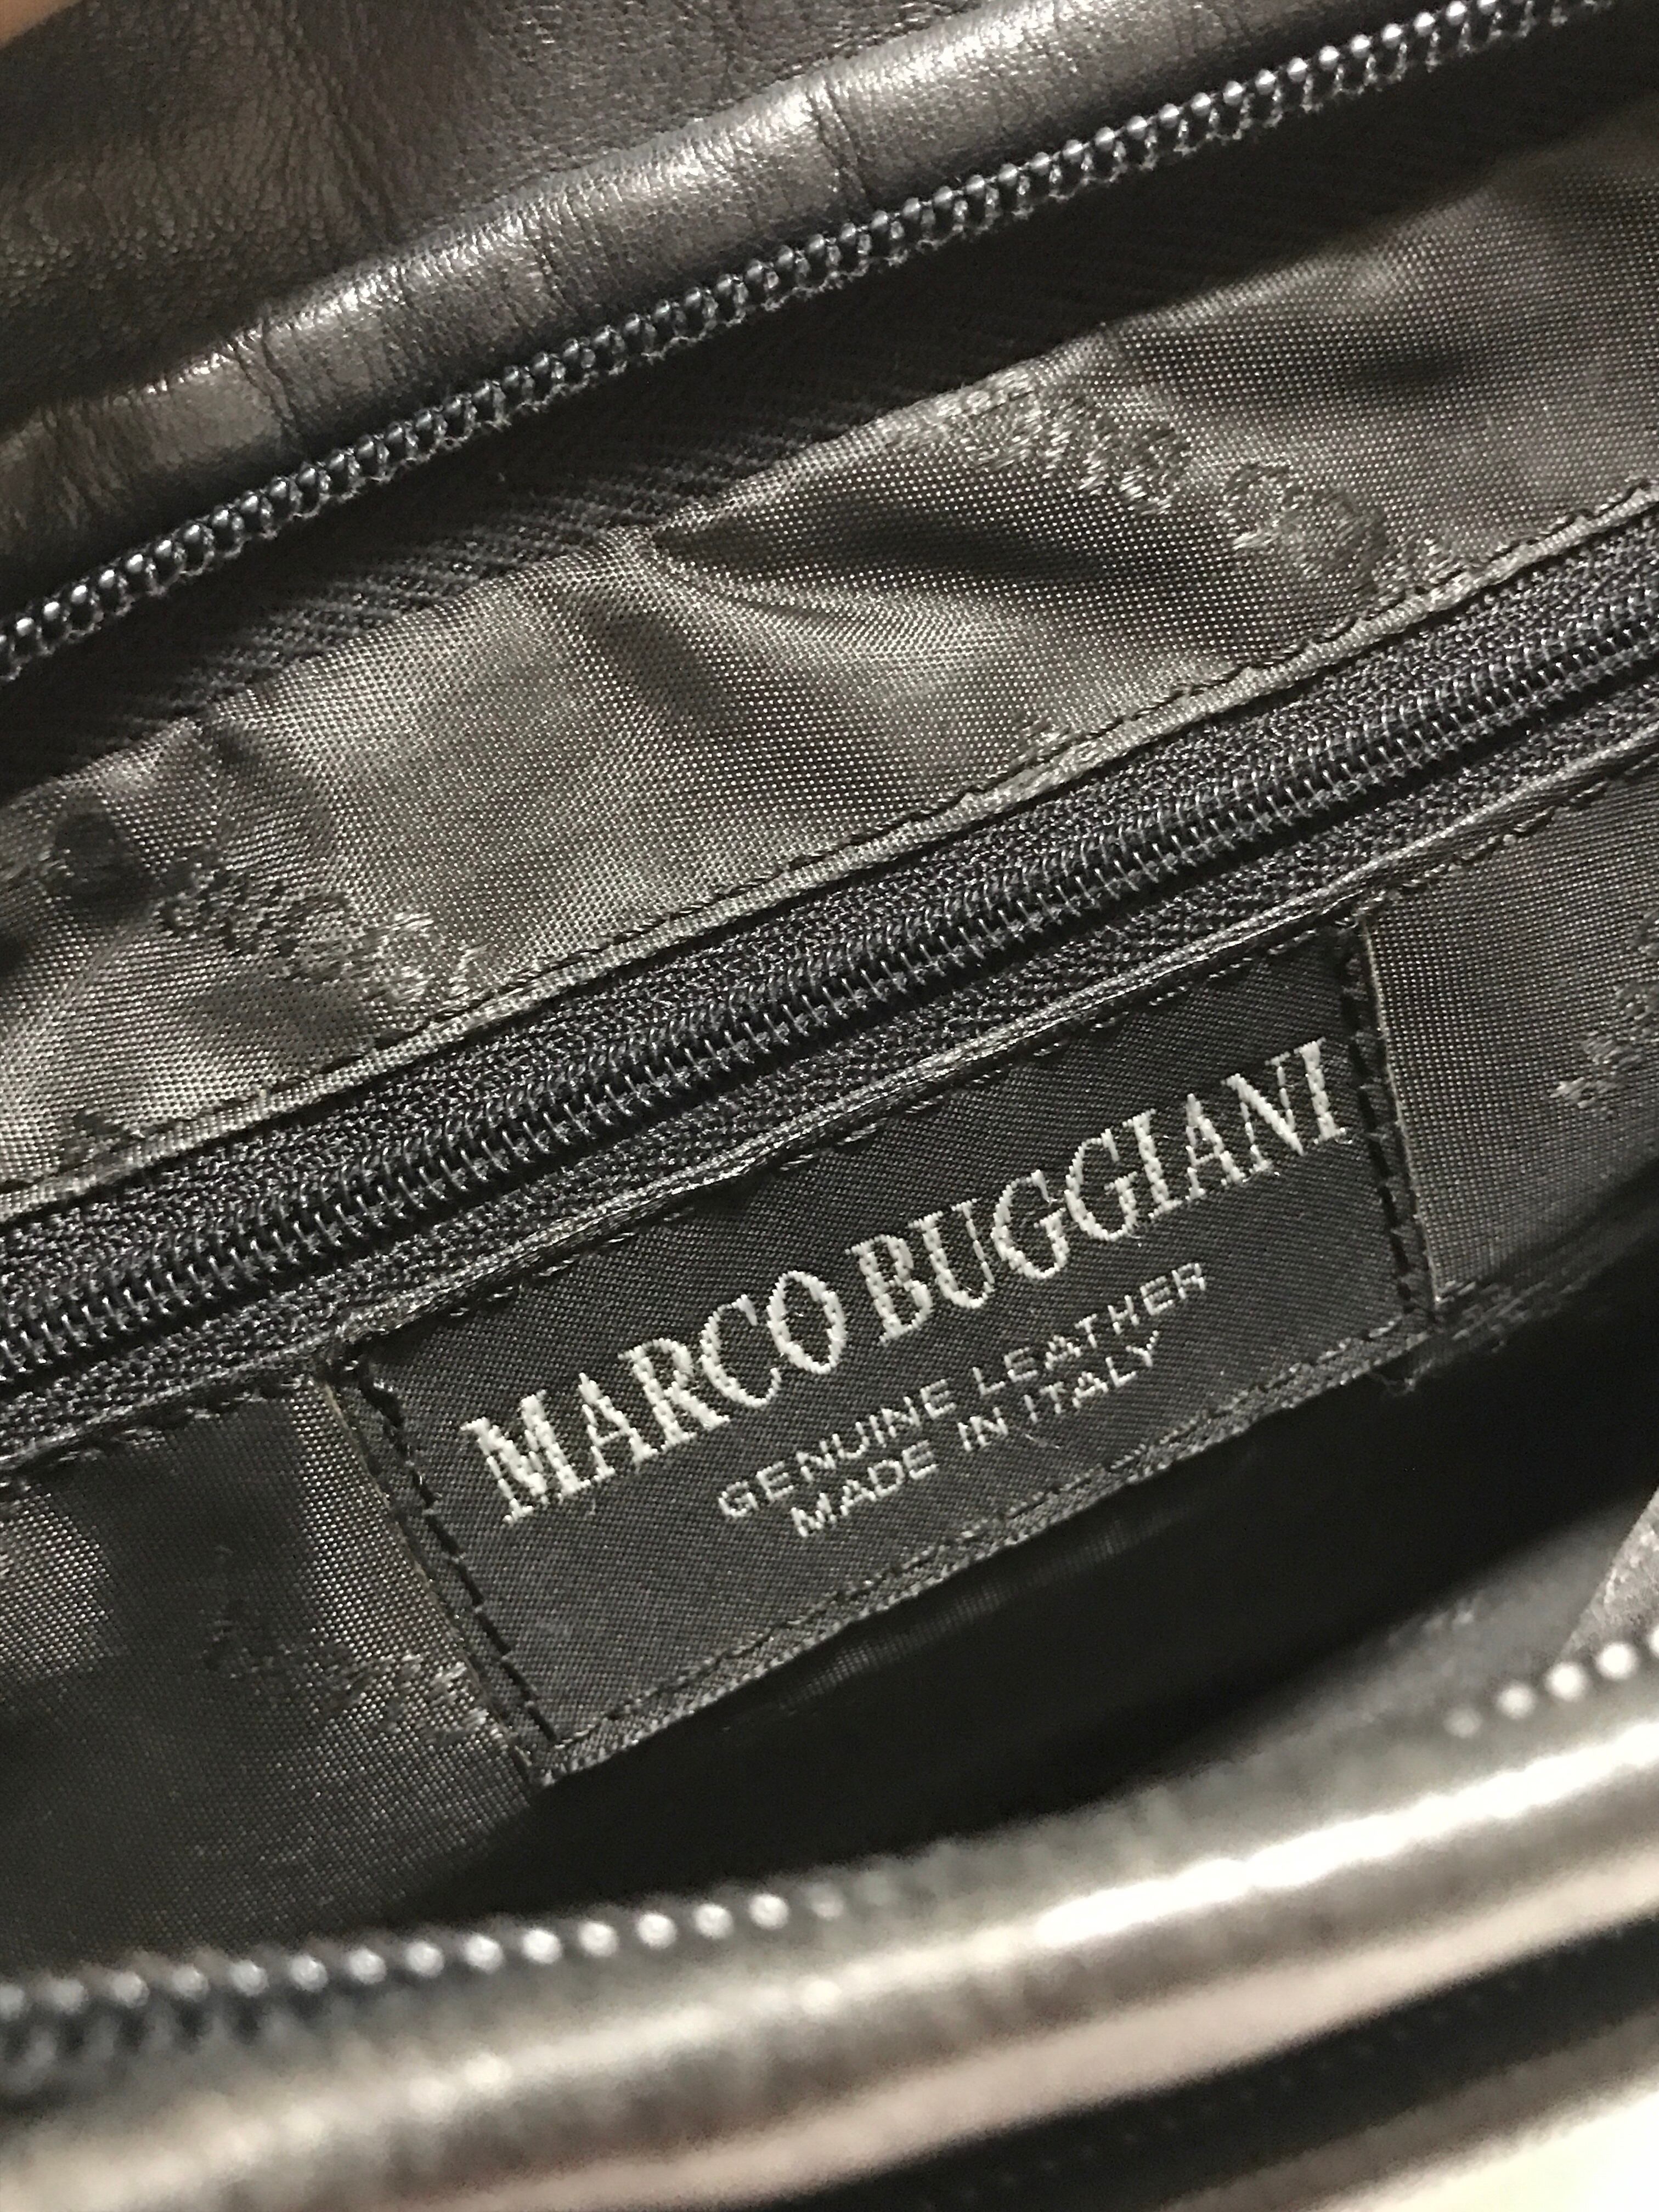 MARCO BUGGIANI
GENUINE LEATHER
MADE IN ITALY